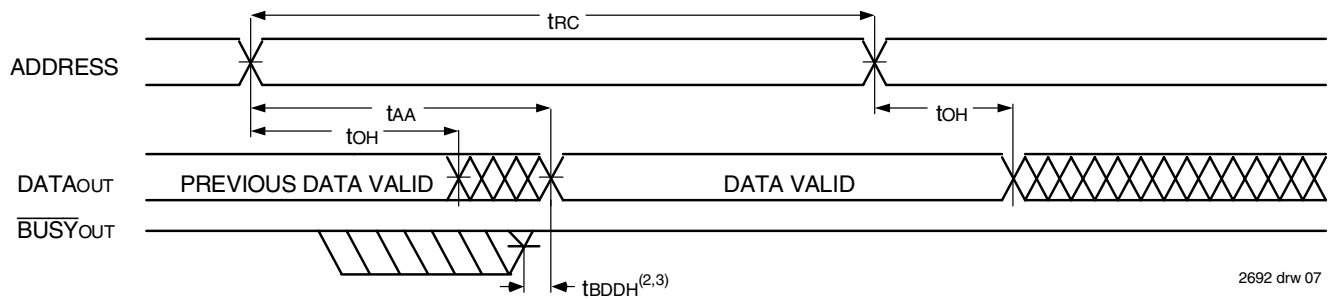 tRC
ADDRESS
tAA
tOH
tOH
DATAOUT
PREVIOUS DATA VALID
DATA VALID
BUSYOUT
tBDDH(2,3)
2692 drw 07